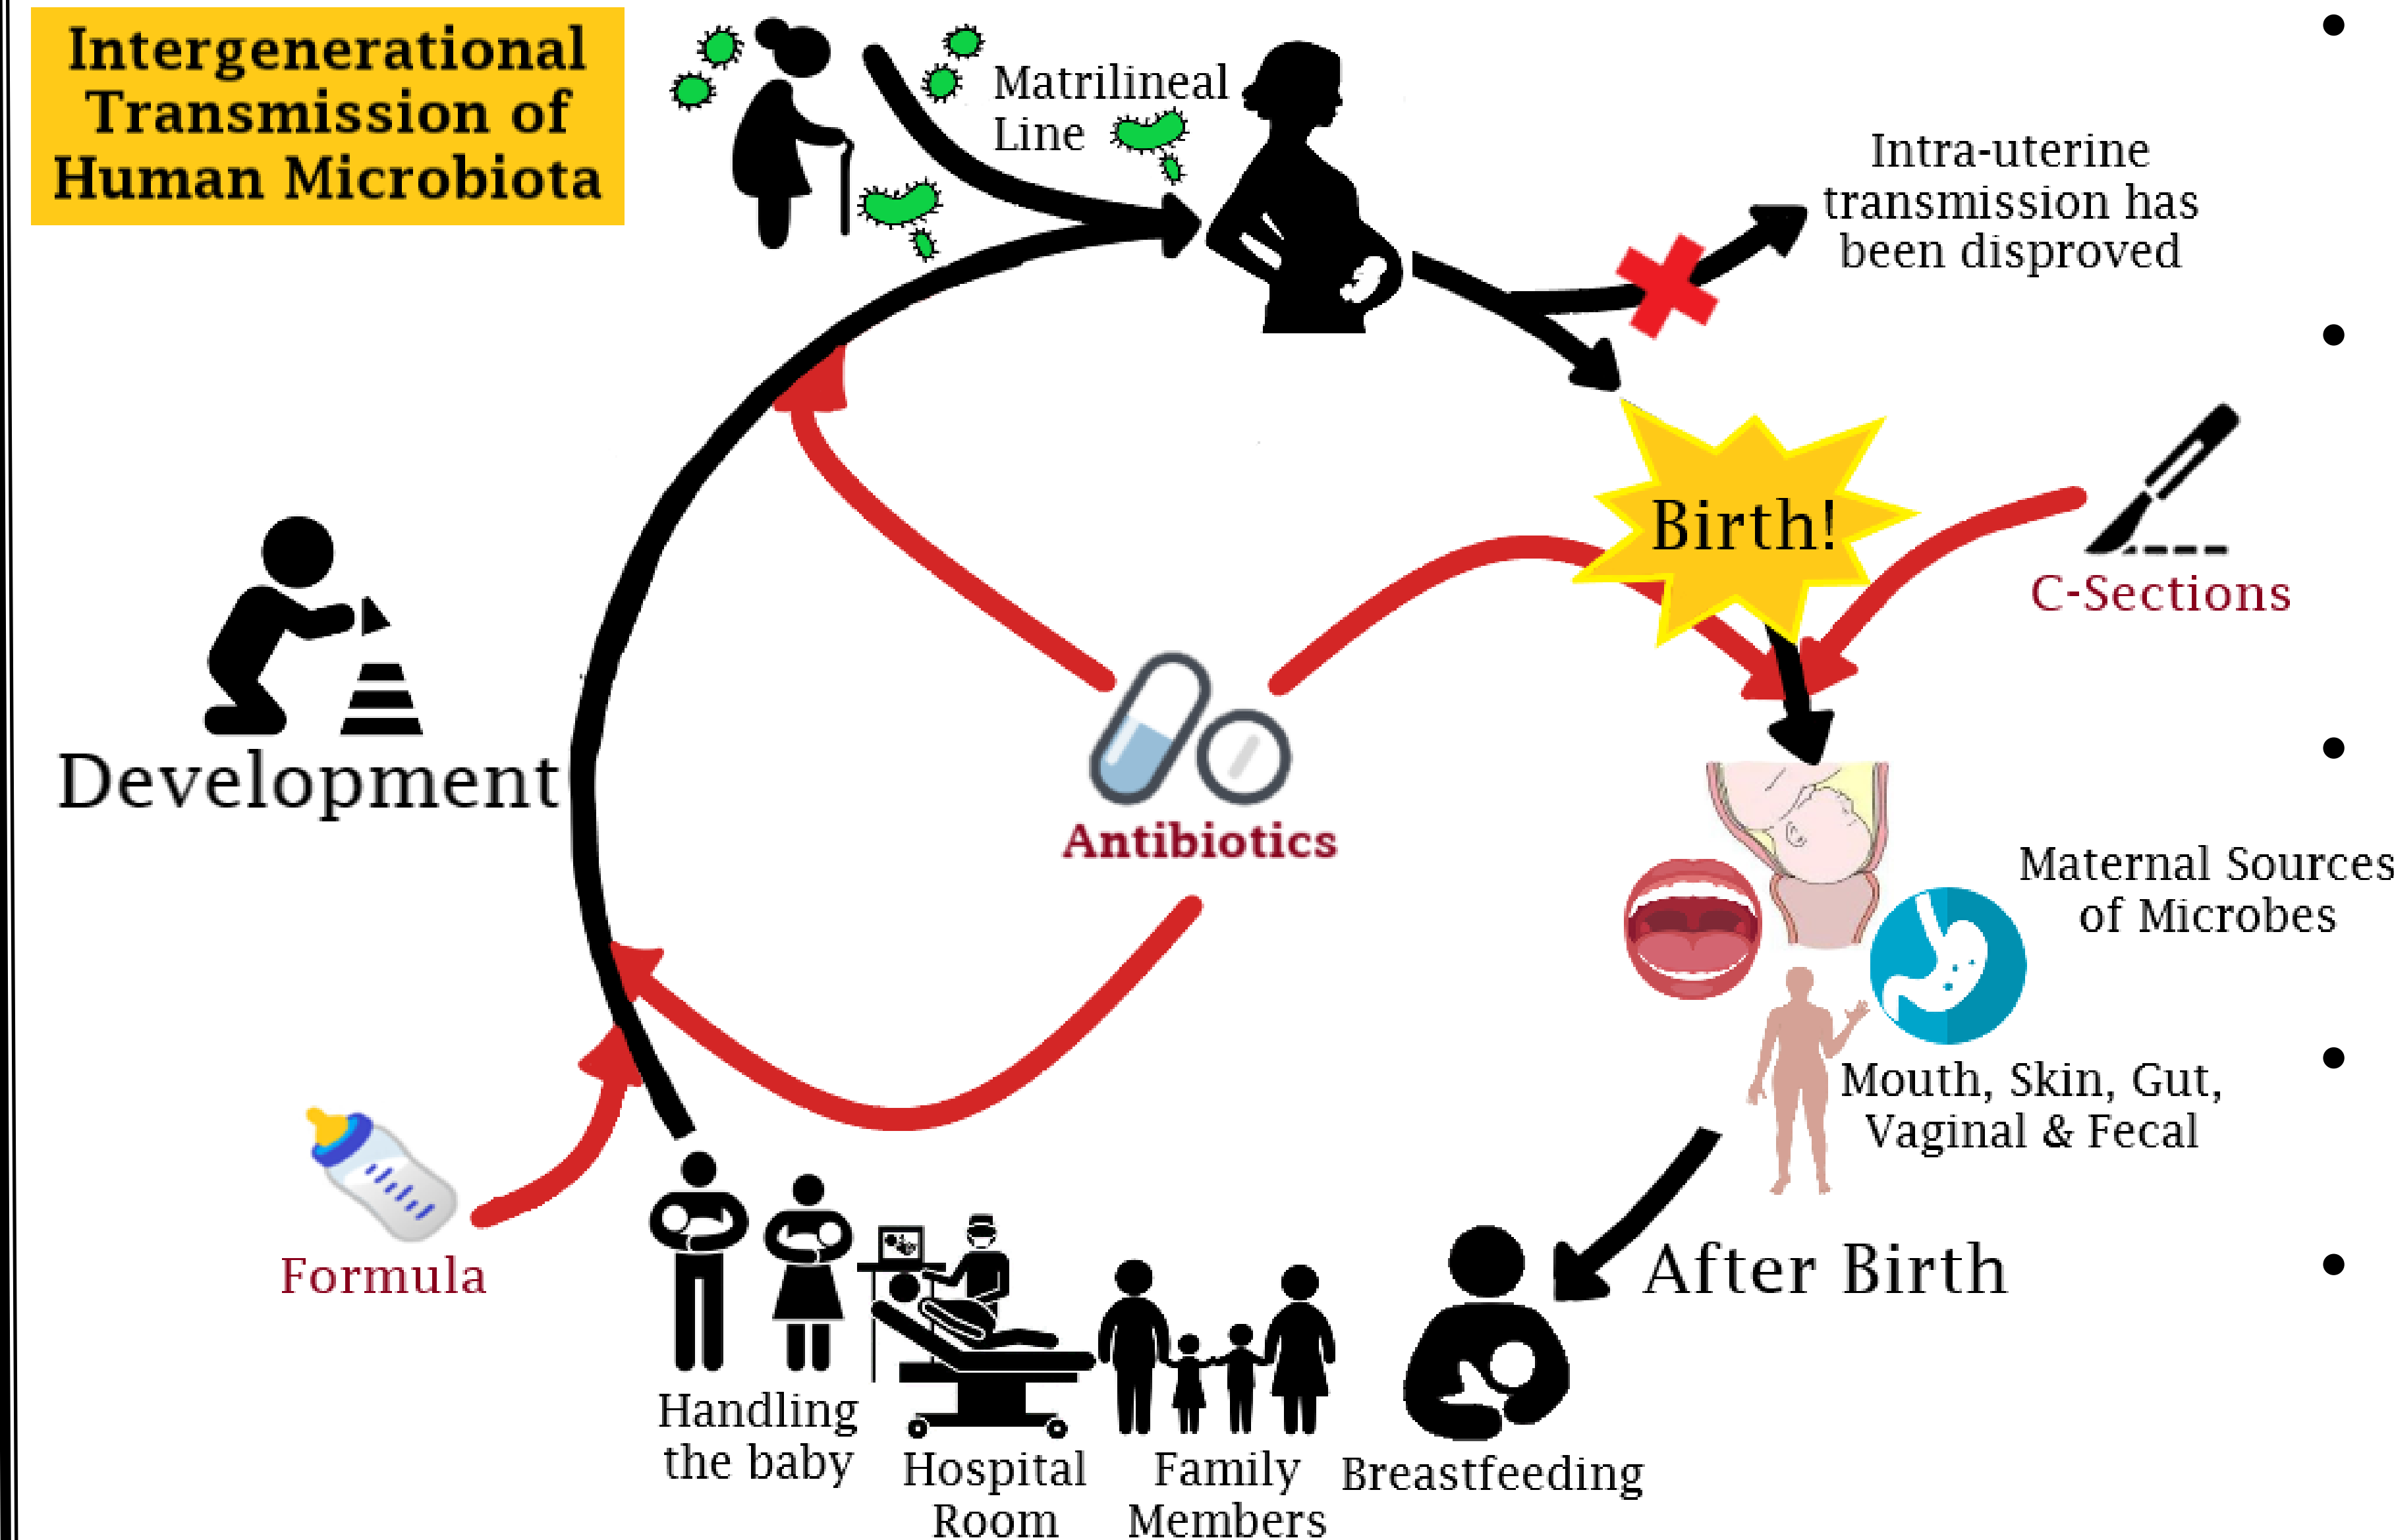 Intergenerational
Transmission of
Human Microbiota
Matrilineal
Line
Intra-uterine
transmission has
been disproved
Birth!
C-Sections
Development
Antibiotics
Maternal Sources
of Microbes
Mouth, Skin, Gut,
Vaginal & Fecal
After Birth
Formula
Handling
the baby
Hospital
Room
Family
Members
Breastfeeding